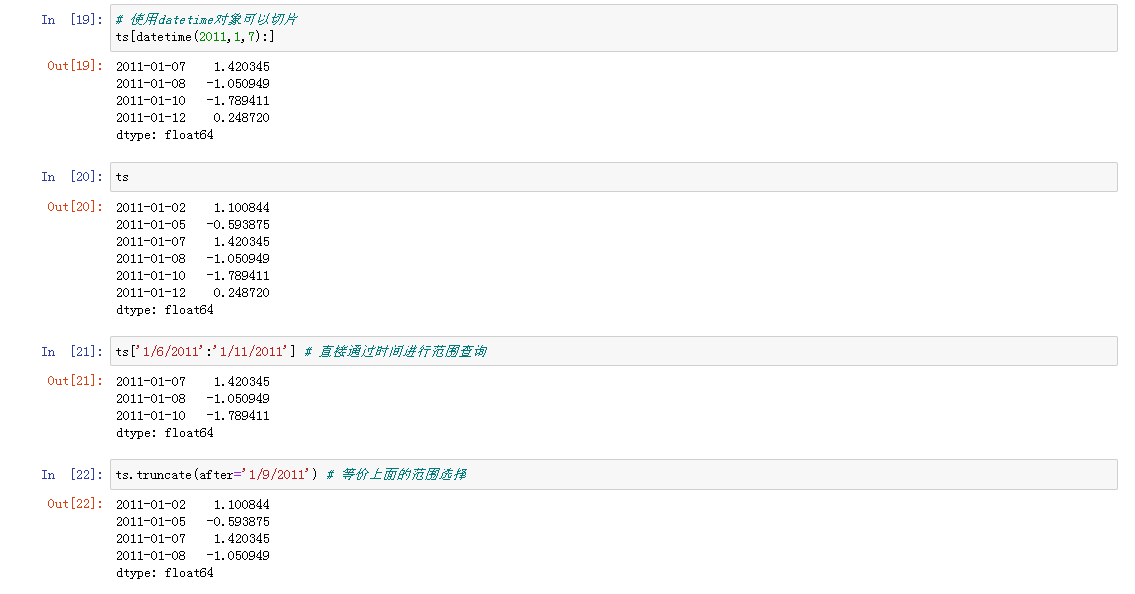 In [19]: # 使用datetime对象可以切片
ts[datetime(2011,1,7):]
Out[19]: 2011-01-07    1.420345
2011-01-08   -1.050949
2011-01-10   -1.789411
2011-01-12    0.248720
dtype: float64
In [20]: ts
Out[20]: 2011-01-02    1.100844
2011-01-05   -0.593875
2011-01-07    1.420345
2011-01-08   -1.050949
2011-01-10   -1.789411
2011-01-12    0.248720
dtype: float64
In [21]: ts['1/6/2011':'1/11/2011'] # 直接通过时间进行范围查询
Out[21]: 2011-01-07    1.420345
2011-01-08   -1.050949
2011-01-10   -1.789411
dtype: float64
In [22]: ts.truncate(after='1/9/2011') # 等价上面的范围选择
Out[22]: 2011-01-02    1.100844
2011-01-05   -0.593875
2011-01-07    1.420345
2011-01-08   -1.050949
dtype: float64